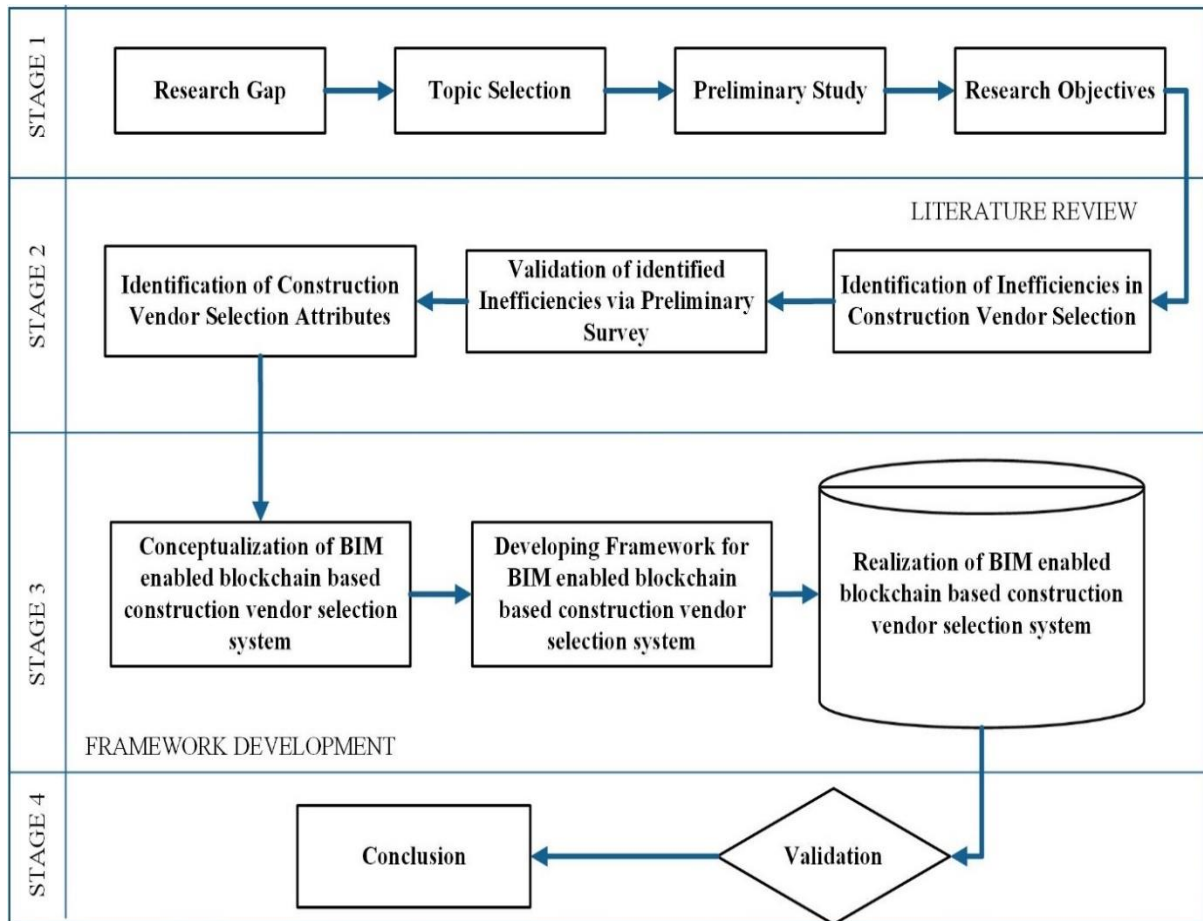 STAGE 1
Research Gap
Topic Selection
Preliminary Study
Research Objectives
STAGE 2
LITERATURE REVIEW
Identification of Construction
Vendor Selection Attributes
Validation of identified
Inefficiencies via Preliminary
Survey
Identification of Inefficiencies in
Construction Vendor Selection
STAGE 3
Conceptualization of BIM
enabled blockchain based
construction vendor selection
system
Developing Framework for
BIM enabled blockchain
based construction vendor
selection system
Realization of BIM enabled
blockchain based construction
vendor selection system
FRAMEWORK DEVELOPMENT
STAGE 4
Conclusion
Validation